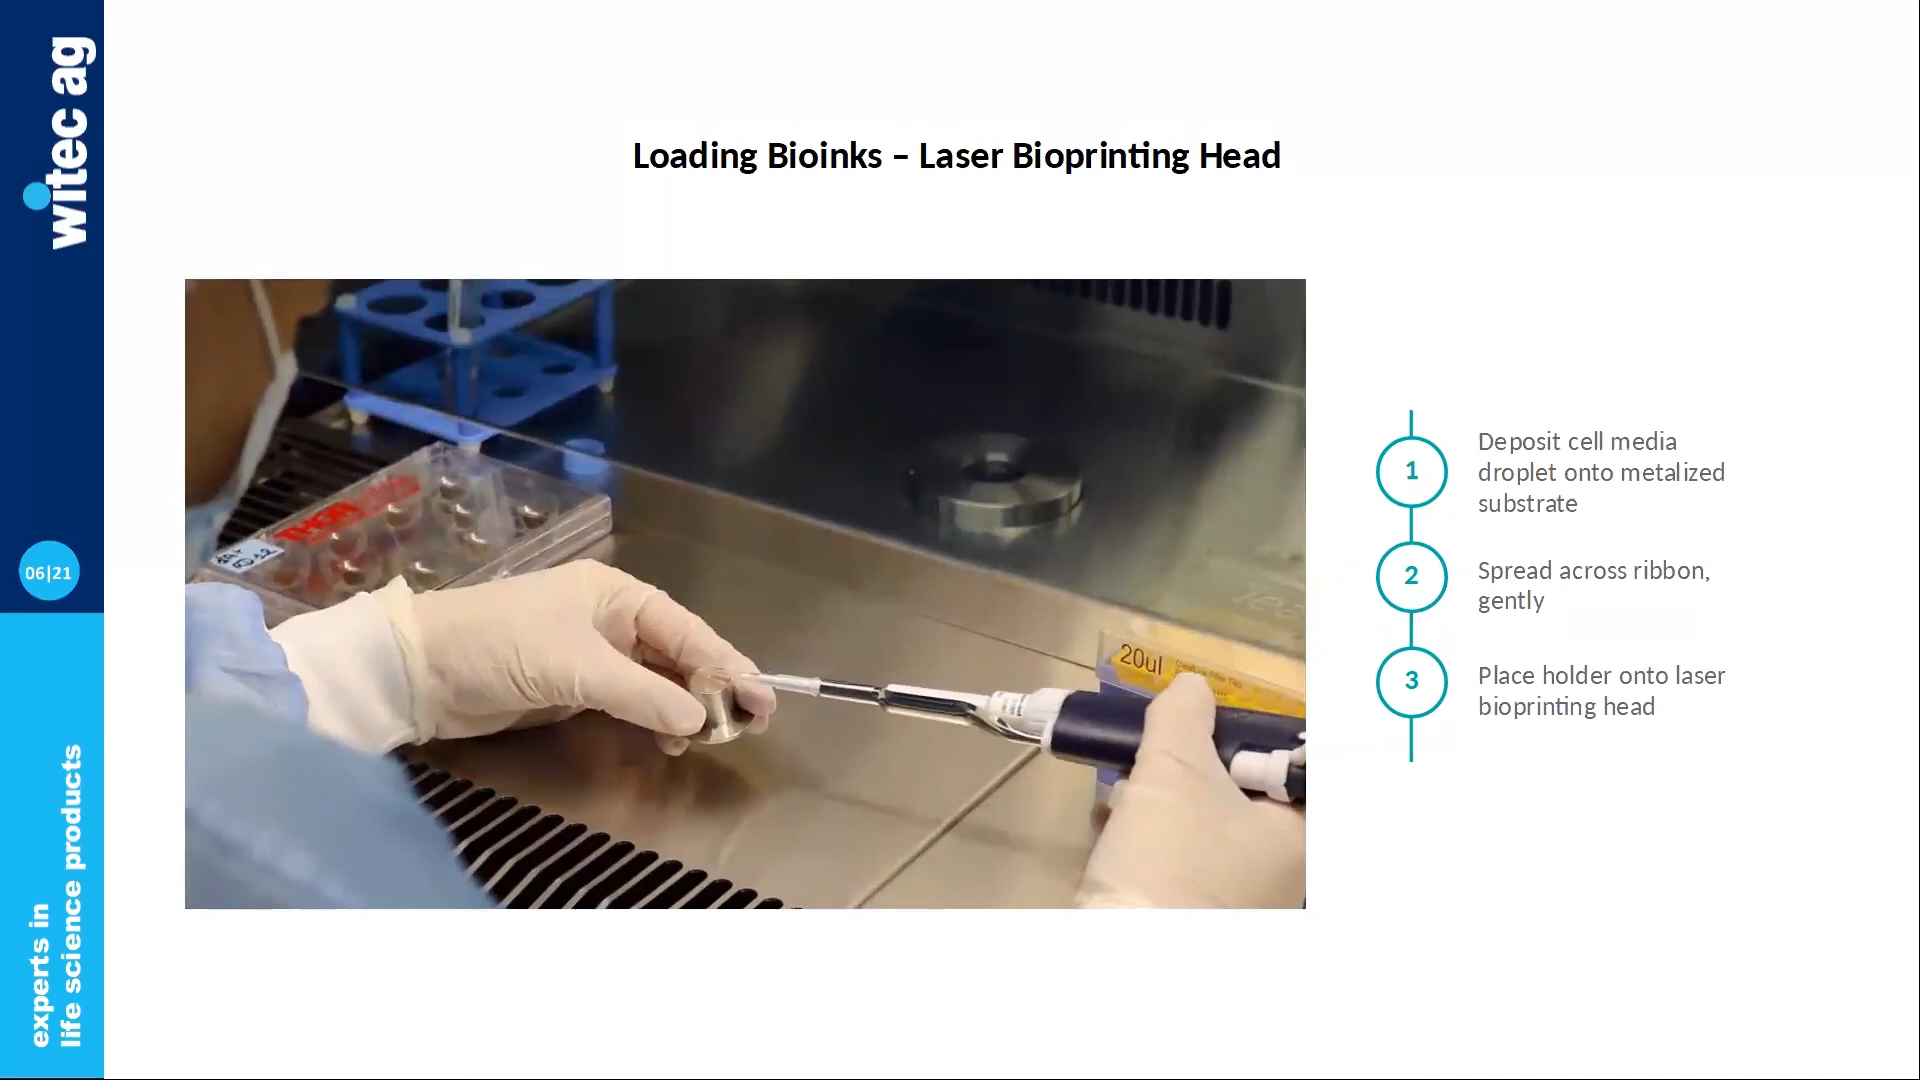 witec ag
06|21
experts in
life science products
Loading Bioinks – Laser Bioprinting Head
THOR
20ul
1
Deposit cell media
droplet onto metalized
substrate
2
Spread across ribbon,
gently
3
Place holder onto laser
bioprinting head